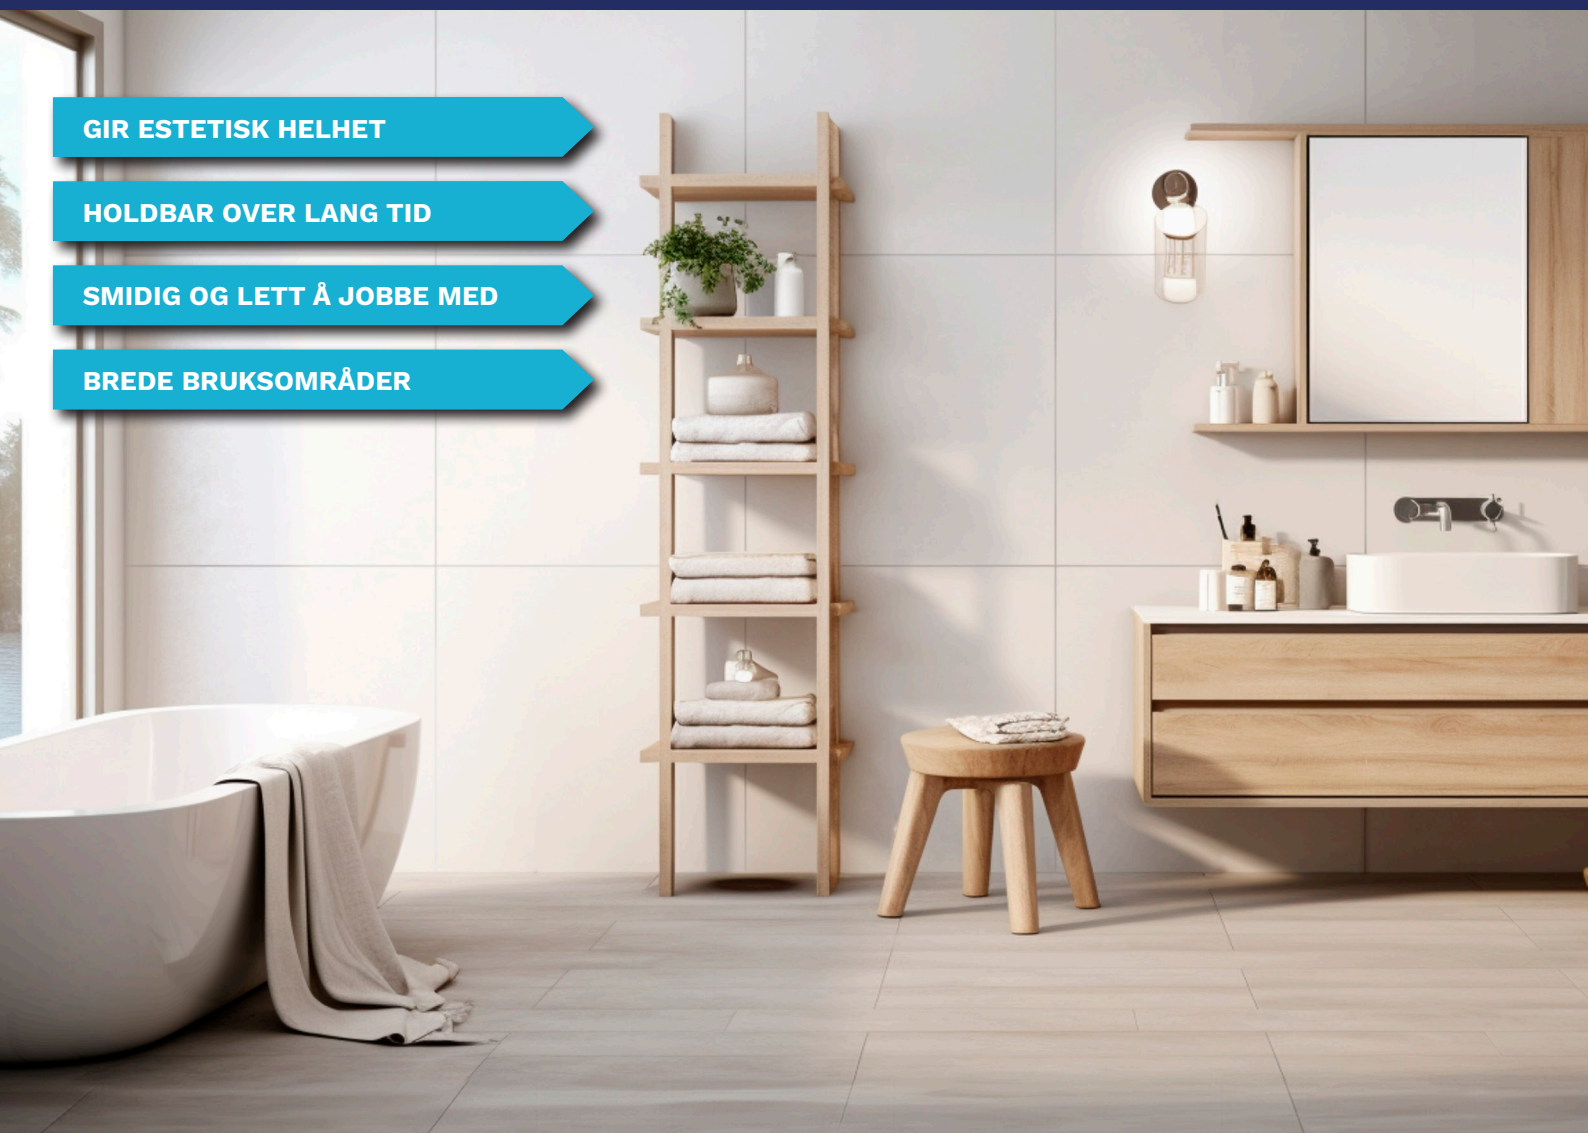 GIR ESTETISK HELHET
HOLDBAR OVER LANG TID
SMIDIG OG LETT Å JOBBE MED
BREDE BRUKSOMRÅDER